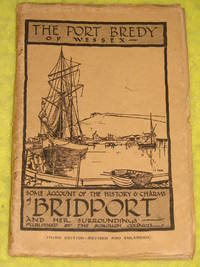 THE PORT BREDY
OF WESSEX
SOME ACCOUNT OF THE HISTORY & CHARMS
OF BRIDPORT
AND HER SURROUNDINGS
PUBLISHED BY THE BOROUGH COUNCIL
THIRD EDITION—REVISED AND ENLARGED